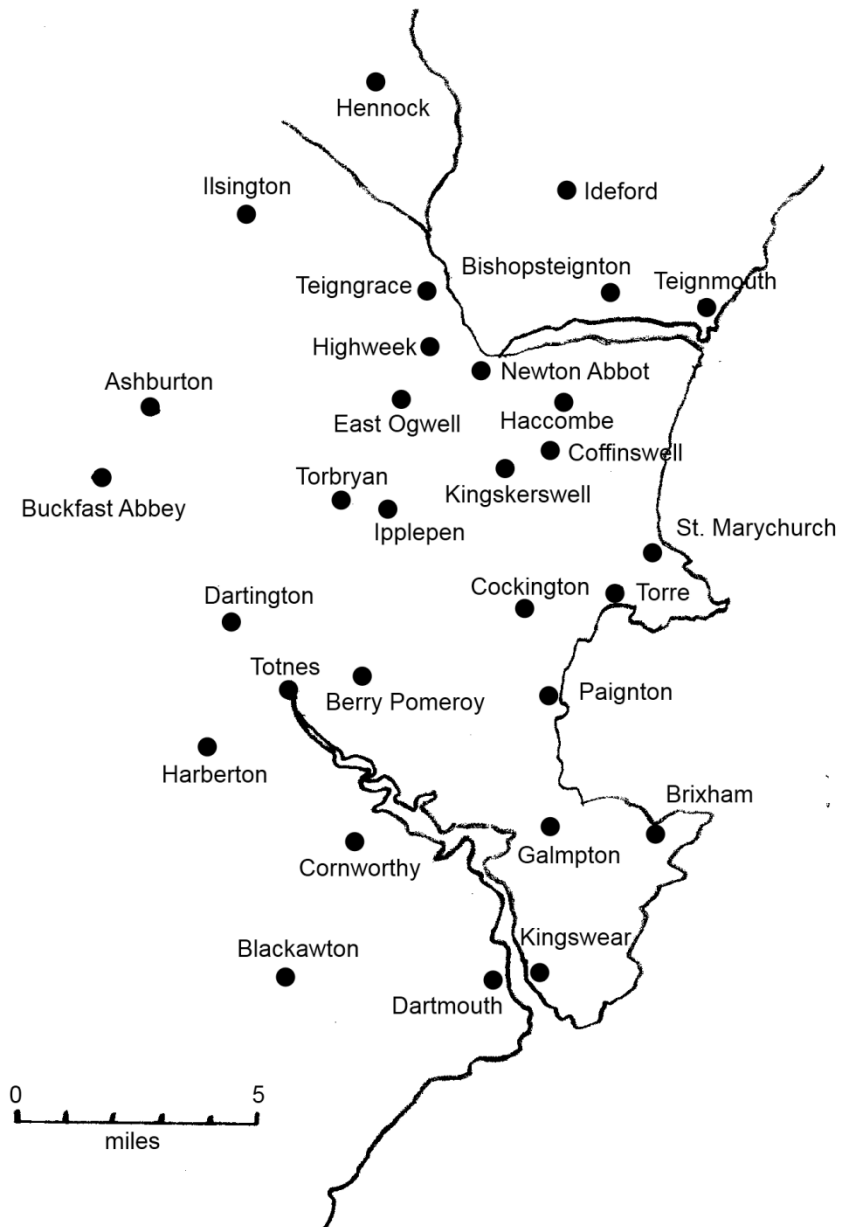 Hennock
Ilsington
Ideford
Bishopsteignton
Teigngrace
Teignmouth
Highweek
Newton Abbot
Ashburton
East Ogwell
Haccombe
Coffinswell
Torbryan
Kingskerswell
Buckfast Abbey
Ipplepen
St. Marychurch
Cockington
Torre
Dartington
Totnes
Berry Pomeroy
Paignton
Harberton
Brixham
Galmpton
Cornworthy
Kingswear
Blackawton
Dartmouth
0 5
miles